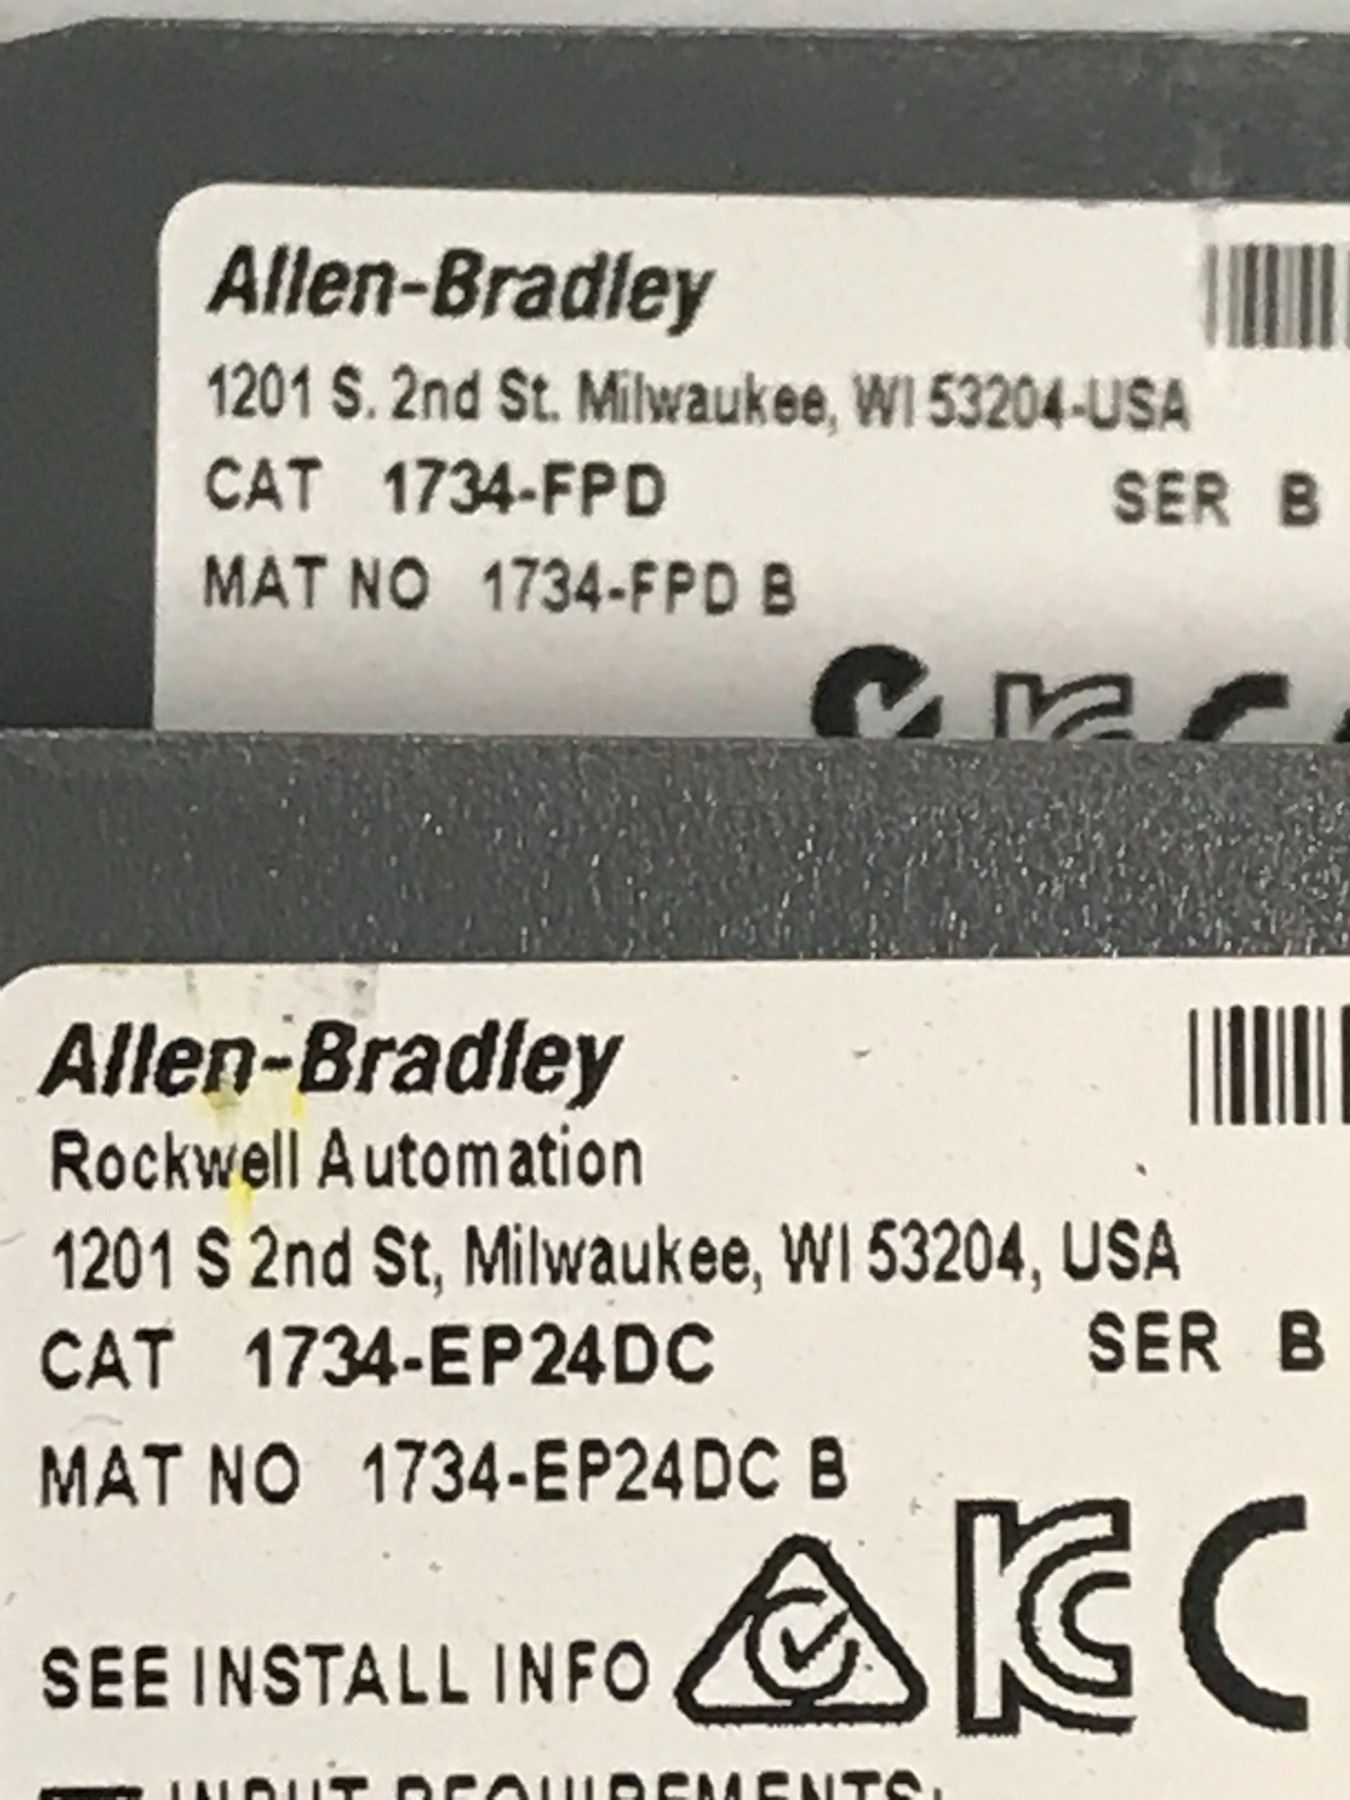 Allen-Bradley
1201 S. 2nd St. Milwaukee, WI 53204-USA
CAT 1734-FPD SER B
MAT NO 1734-FPD B
Allen-Bradley
Rockwell Automation
1201 S 2nd St, Milwaukee, WI 53204, USA
CAT 1734-EP24DC SER B
MAT NO 1734-EP24DC B
SEE INSTALL INFO
INPUT REQUIREMENTS: